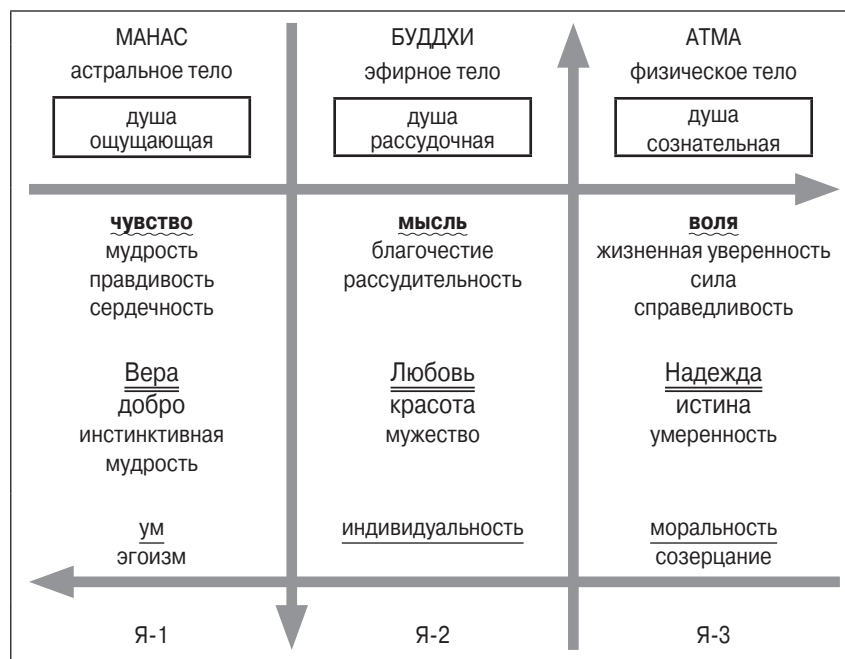 МАНАС
астральное тело
душа
ощущающая
БУДДХИ
эфирное тело
душа
рассудочная
АТМА
физическое тело
душа
сознательная
чувство
мудрость
правдивость
сердечность
мысль
благочестие
рассудительность
воля
жизненная уверенность
сила
справедливость
Вера
добро
инстинктивная
мудрость
Любовь
красота
мужество
Надежда
истина
умеренность
ум
эгоизм
индивидуальность
моральность
созерцание
Я-1
Я-2
Я-3